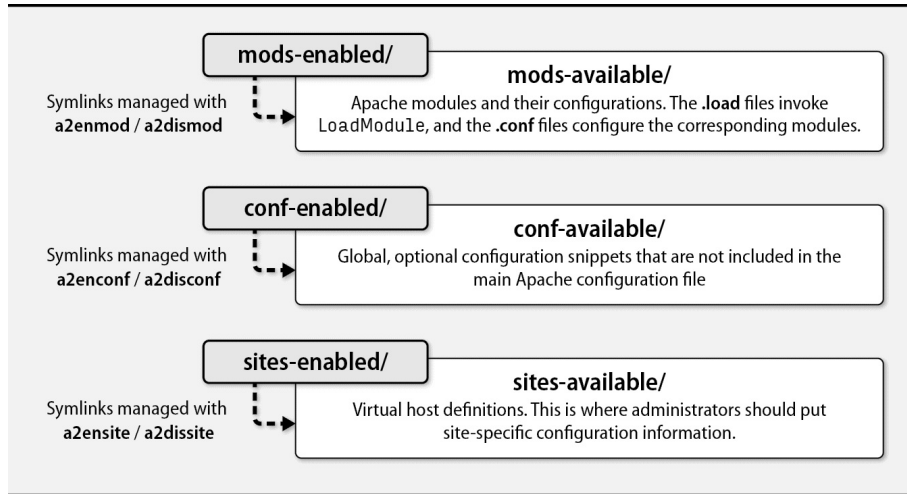 mods-enabled/
mods-available/
Symlinks managed with
a2enmod / a2dismod
Apache modules and their configurations. The .load files invoke
LoadModule, and the .conf files configure the corresponding modules.
conf-enabled/
conf-available/
Symlinks managed with
a2enconf / a2disconf
Global, optional configuration snippets that are not included in the
main Apache configuration file
sites-enabled/
sites-available/
Symlinks managed with
a2ensite / a2dissite
Virtual host definitions. This is where administrators should put
site-specific configuration information.